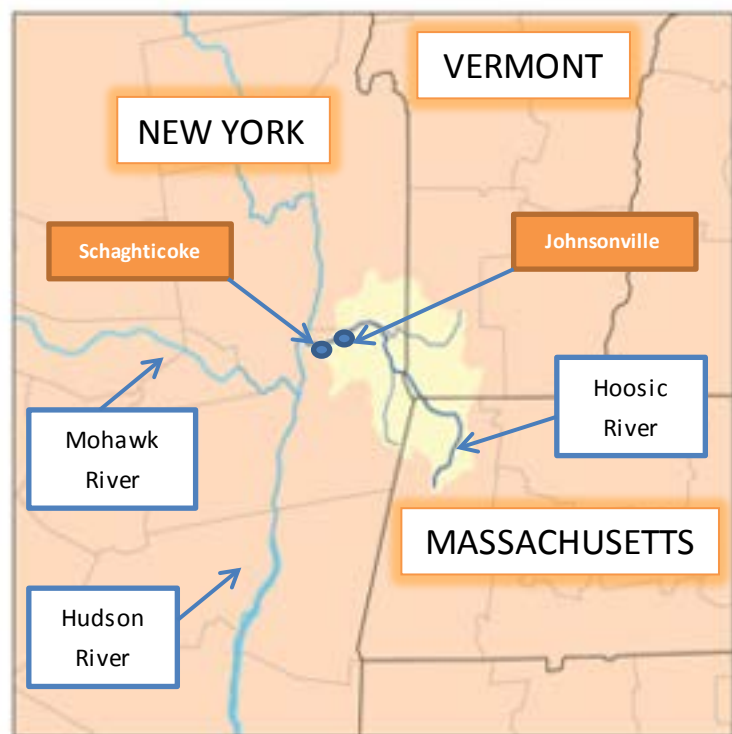 VERMONT
NEW YORK
Schaghticoke
Johnsonville
Mohawk
River
Hoosic
River
MASSACHUSETTS
Hudson
River